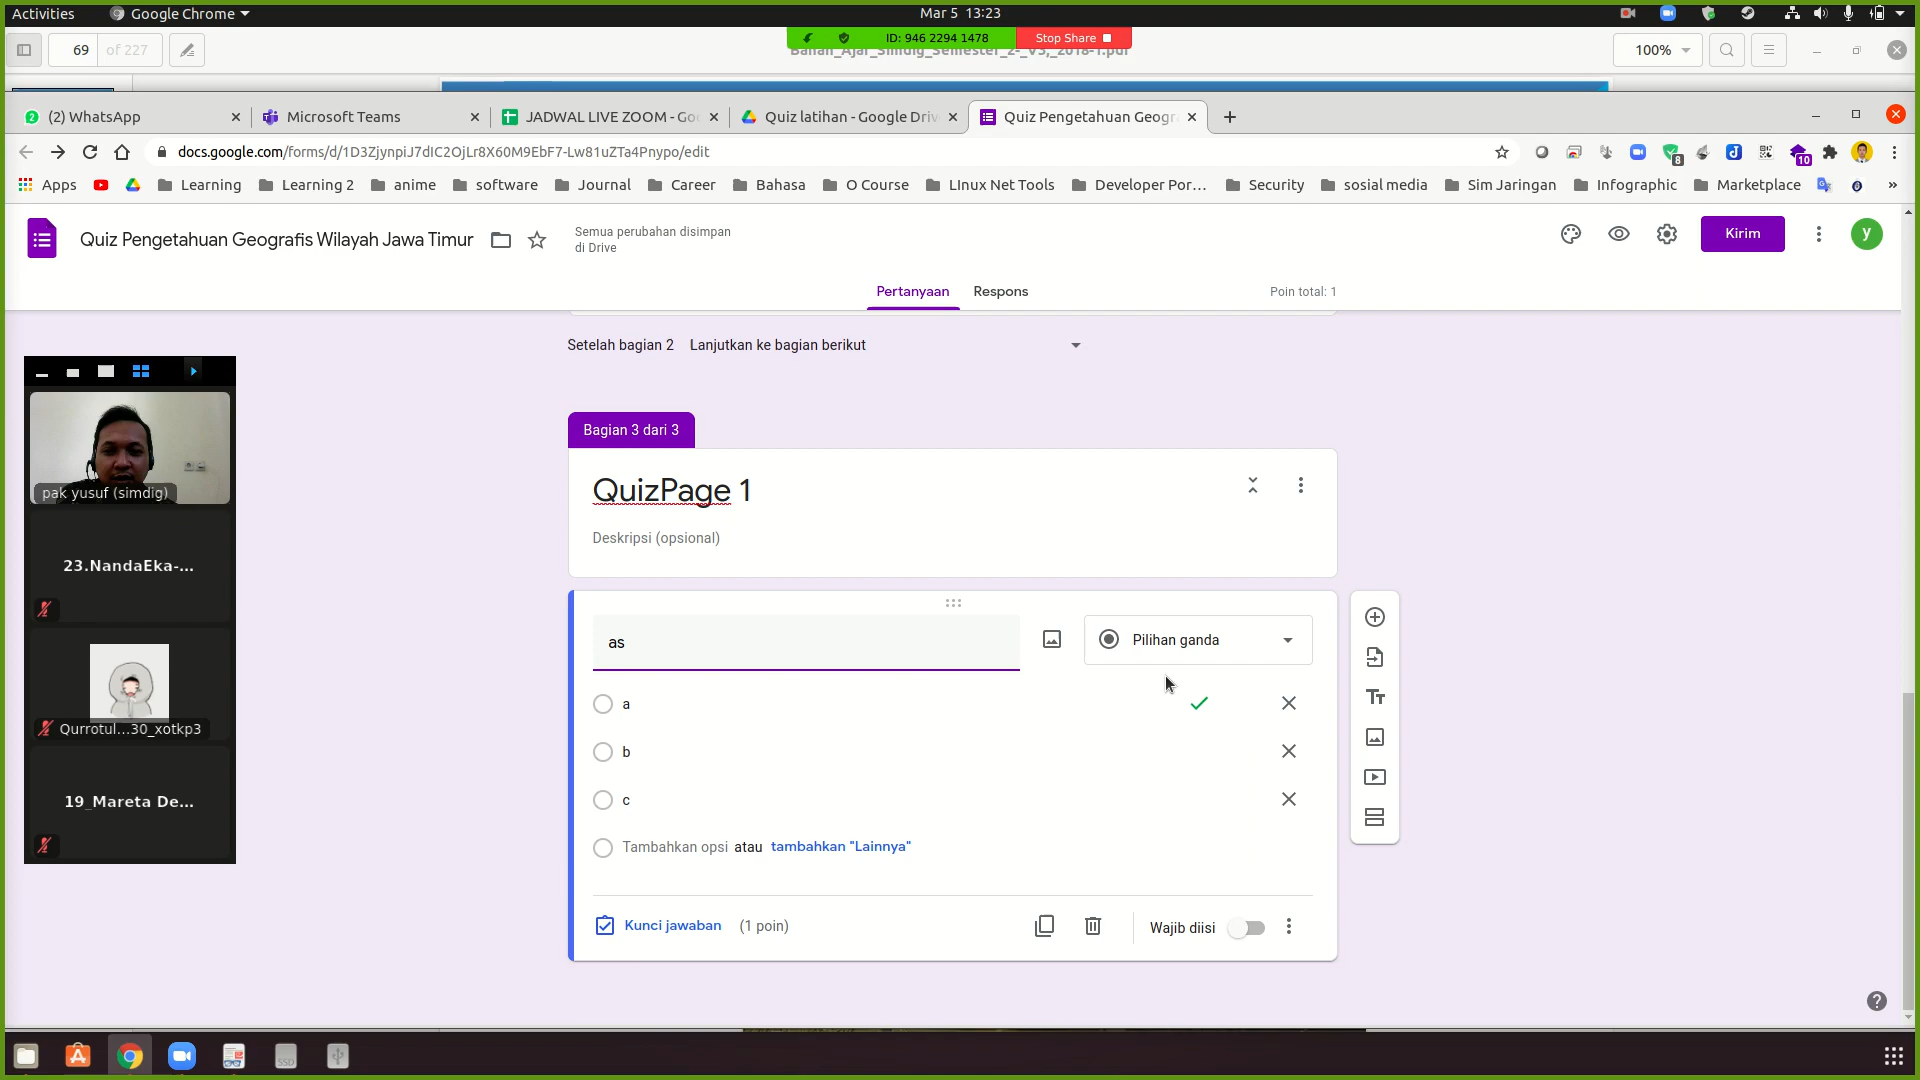 Activities
Google Chrome
Mar 5 13:23
69
of 227
ID: 946 2294 1478
Stop Share
100%
(2) WhatsApp
Microsoft Teams
JADWAL LIVE ZOOM - Go
Quiz latihan - Google Driv
Quiz Pengetahuan Geogr
docs.google.com/forms/d/1D3ZjynpiJ7dIC2OjLr8X60M9EbF7-Lw81uZTa4Pnypo/edit
8
10
Apps
Learning
Learning 2
anime
software
Journal
Career
Bahasa
O Course
LInux Net Tools
Developer Por...
Security
sosial media
Sim Jaringan
Infographic
Marketplace
»
Quiz Pengetahuan Geografis Wilayah Jawa Timur
Semua perubahan disimpan
di Drive
Kirim
y
Pertanyaan
Respons
Poin total: 1
Setelah bagian 2
Lanjutkan ke bagian berikut
pak yusuf (simdig)
23.NandaEka-...
Qurrotul...30_xotkp3
19_Mareta De...
Bagian 3 dari 3
QuizPage 1
Deskripsi (opsional)
as
Pilihan ganda
a
b
c
Tambahkan opsi atau tambahkan "Lainnya"
Kunci jawaban
(1 poin)
Wajib diisi
SSD